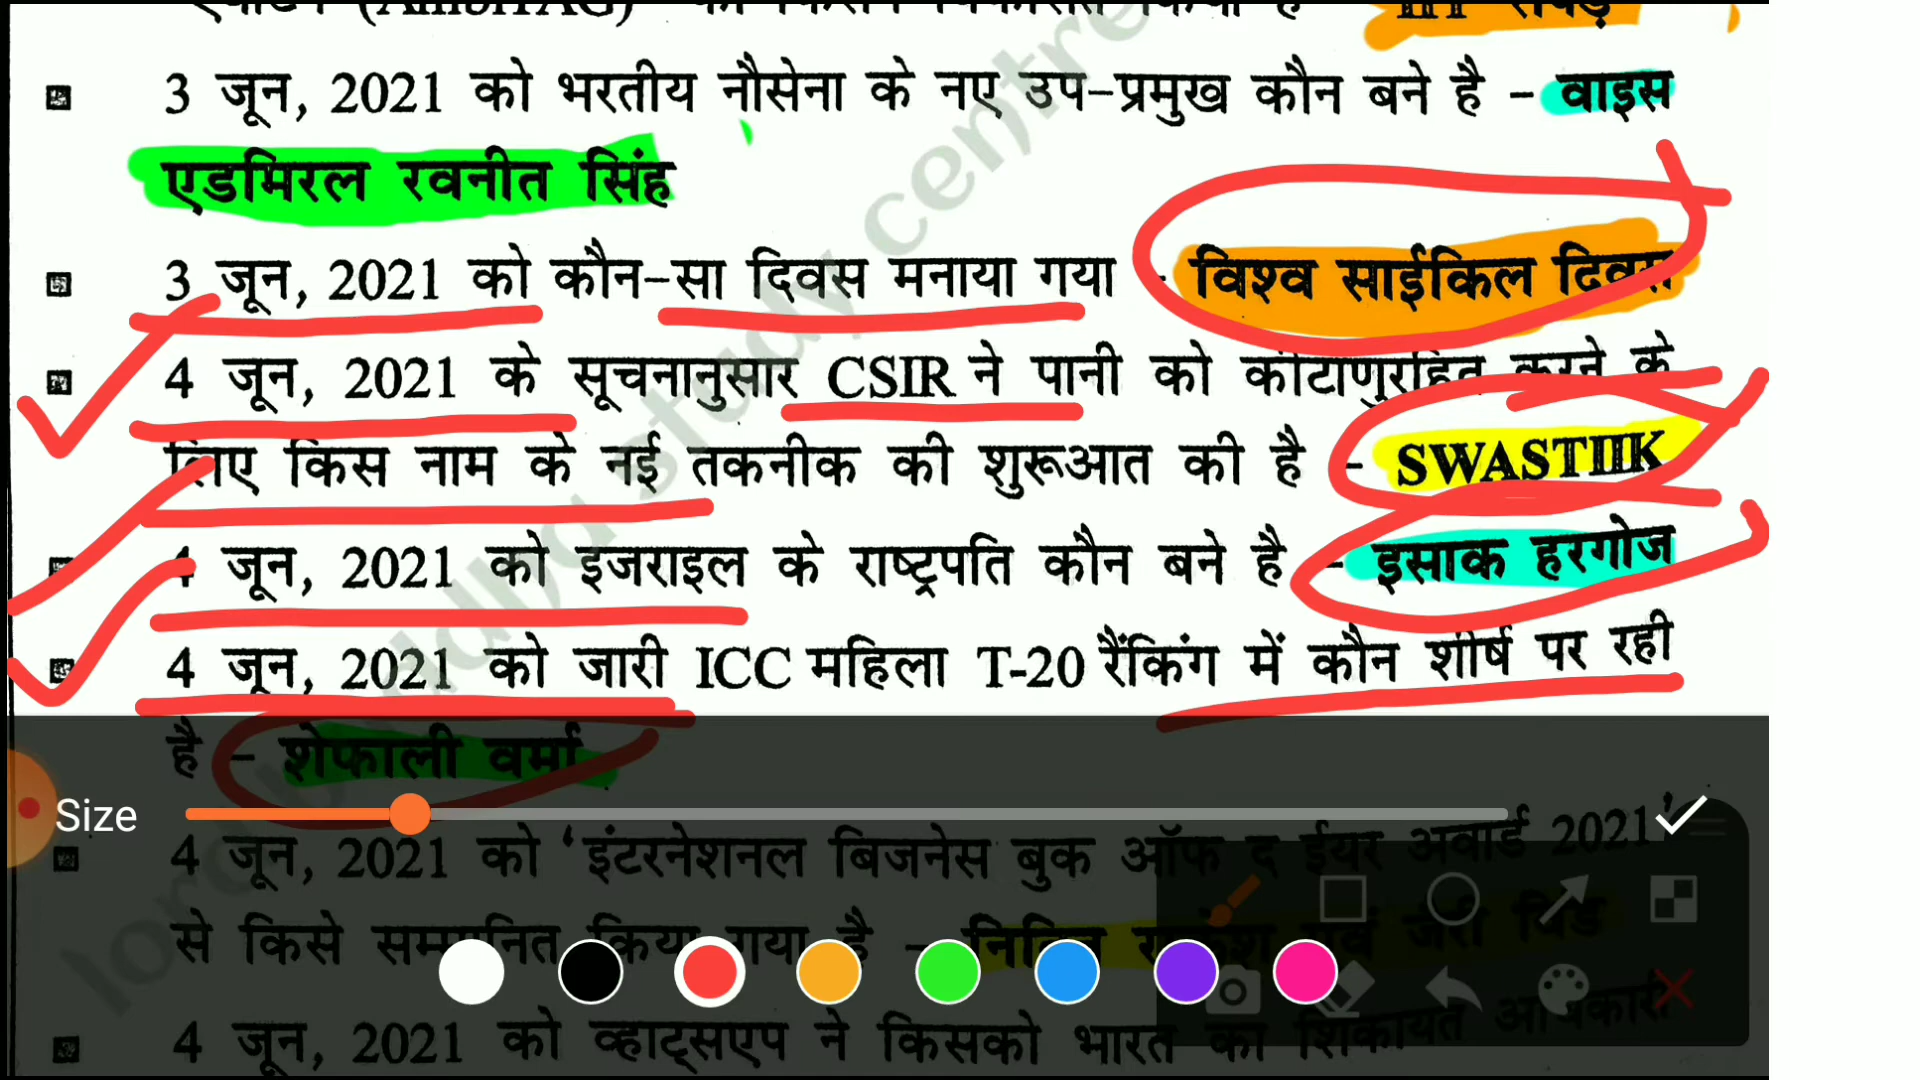 3 जून, 2021 को भरतीय नौसेना के नए उप-प्रमुख कौन बने है - वाइस
एडमिरल रवनीत सिंह
3 जून, 2021 को कौन-सा दिवस मनाया गया - विश्व साईकिल दिवस
4 जून, 2021 के सूचनानुसार CSIR ने पानी को कीटाणुरहित करने के
लिए किस नाम के नई तकनीक की शुरूआत की है - SWASTIIK
4 जून, 2021 को इजराइल के राष्ट्रपति कौन बने है - इसाक हरगोज
4 जून, 2021 को जारी ICC महिला T-20 रैंकिंग में कौन शीर्ष पर रही
है - शेफाली वर्मा
Size
4 जून, 2021 को ‘इंटरनेशनल बिजनेस बुक ऑफ द ईयर अवार्ड 2021’
से किसे सम्मानित किया गया है -
4 जून, 2021 को व्हाट्सएप ने किसको भारत का शिकायत अधिकारी
study centre